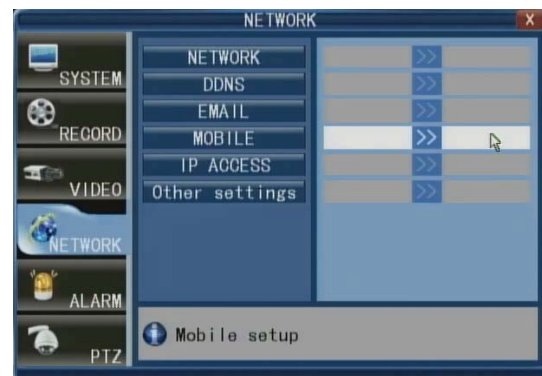 NETWORK
X
SYSTEM
RECORD
VIDEO
NETWORK
ALARM
PTZ
NETWORK >>
DDNS >>
EMAIL >>
MOBILE >>
IP ACCESS >>
Other settings >>
Mobile setup